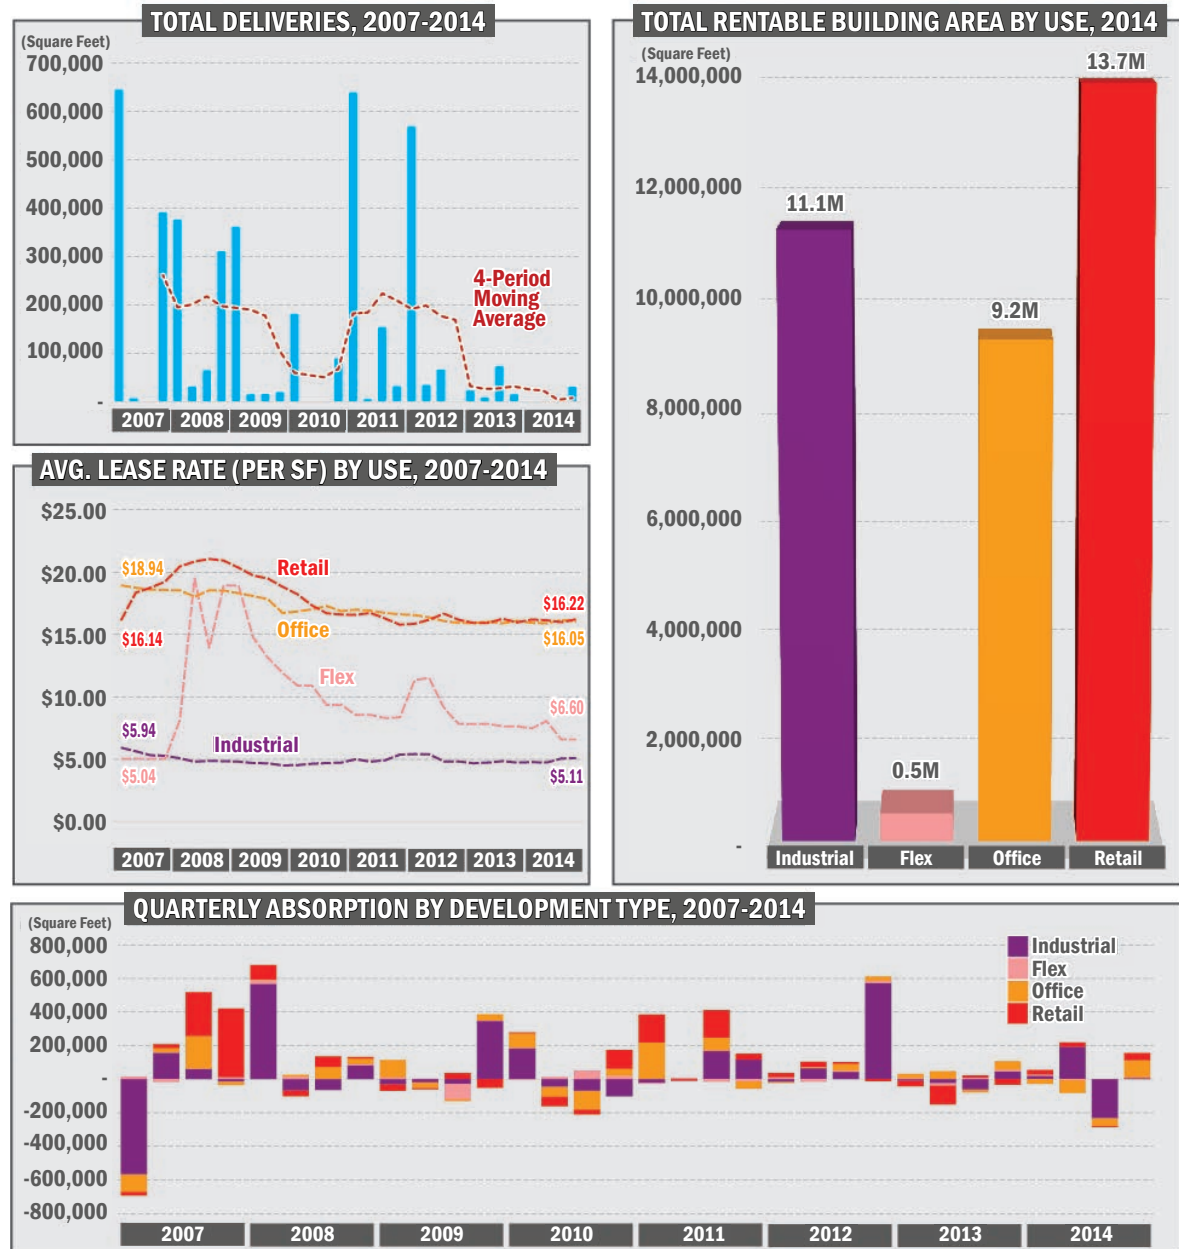 TOTAL DELIVERIES, 2007-2014
(Square Feet)
700,000
600,000
500,000
400,000
300,000
200,000
100,000
-
4-Period
Moving
Average
2007 2008 2009 2010 2011 2012 2013 2014
AVG. LEASE RATE (PER SF) BY USE, 2007-2014
$25.00
$20.00
$15.00
$10.00
$5.00
$0.00
$18.94
$16.14
$5.94
$5.04
Retail
Office
Flex
Industrial
$16.22
$16.05
$6.60
$5.11
2007 2008 2009 2010 2011 2012 2013 2014
TOTAL RENTABLE BUILDING AREA BY USE, 2014
(Square Feet)
14,000,000
12,000,000
10,000,000
8,000,000
6,000,000
4,000,000
2,000,000
-
11.1M
0.5M
9.2M
13.7M
Industrial Flex Office Retail
QUARTERLY ABSORPTION BY DEVELOPMENT TYPE, 2007-2014
(Square Feet)
800,000
600,000
400,000
200,000
-
-200,000
-400,000
-600,000
-800,000
Industrial
Flex
Office
Retail
2007 2008 2009 2010 2011 2012 2013 2014